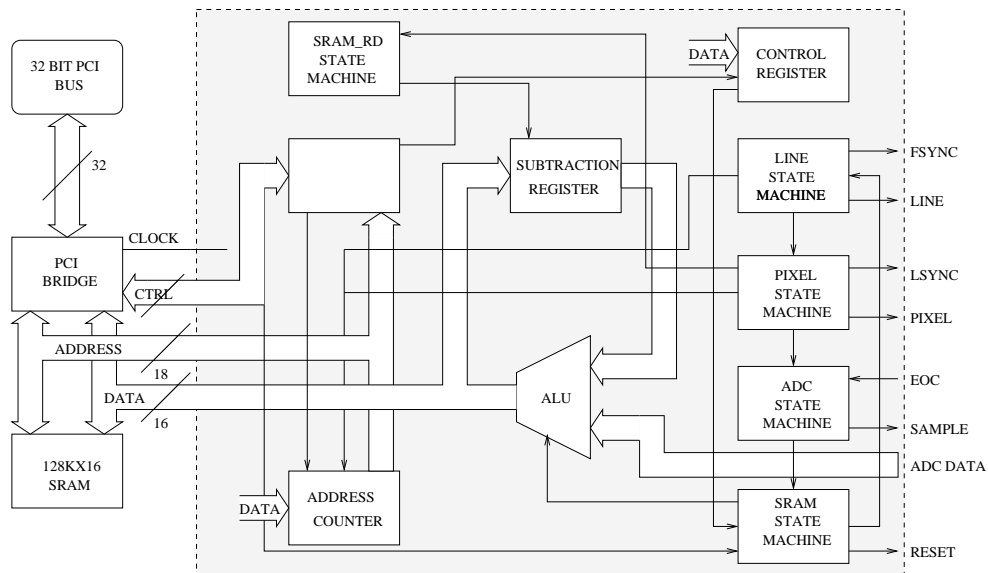 SRAM_RD
STATE
MACHINE
DATA
CONTROL
REGISTER
32 BIT PCI
BUS
32
SUBTRACTION
REGISTER
LINE
STATE
MACHINE
FSYNC
LINE
CLOCK
PCI
BRIDGE
CTRL
PIXEL
STATE
MACHINE
LSYNC
PIXEL
ADDRESS
18
DATA
16
ALU
ADC
STATE
MACHINE
EOC
SAMPLE
128KX16
SRAM
ADC DATA
DATA
ADDRESS
COUNTER
SRAM
STATE
MACHINE
RESET